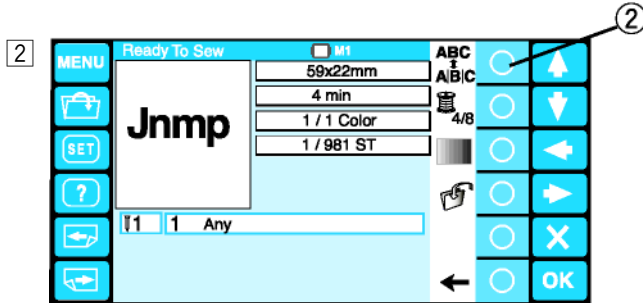 ②
2
MENU
Ready To Sew
M1
ABC
A|B|C
59x22mm
4 min
4/8
Jnmp
1 / 1 Color
SET
1 / 981 ST
?
1
1 Any
OK